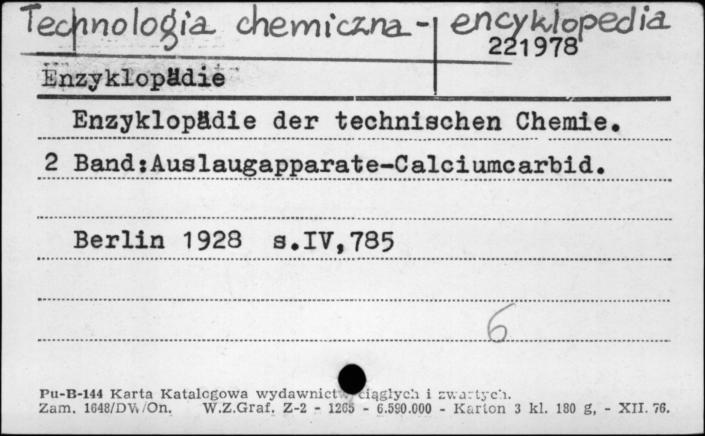 Technologia chemiczna - encyklopedia
221978
Enzyklopädie
Enzyklopädie der technischen Chemie.
2 Band:Auslaugapparate-Calciumcarbid.
Berlin 1928 s.IV,785
6
Pu-B-144 Karta Katalogowa wydawnictw ciągłych i zwartych.
Zam. 1648/DW/On. W.Z.Graf. Z-2 - 1265 - 6.590.000 - Karton 3 kl. 180 g, - XII. 76.